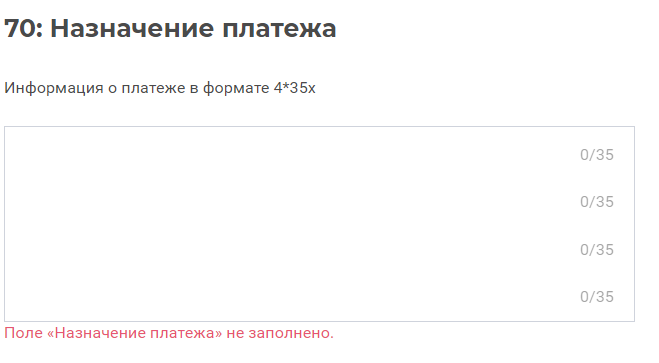 70: Назначение платежа
Информация о платеже в формате 4*35x
0/35
0/35
0/35
0/35
Поле «Назначение платежа» не заполнено.